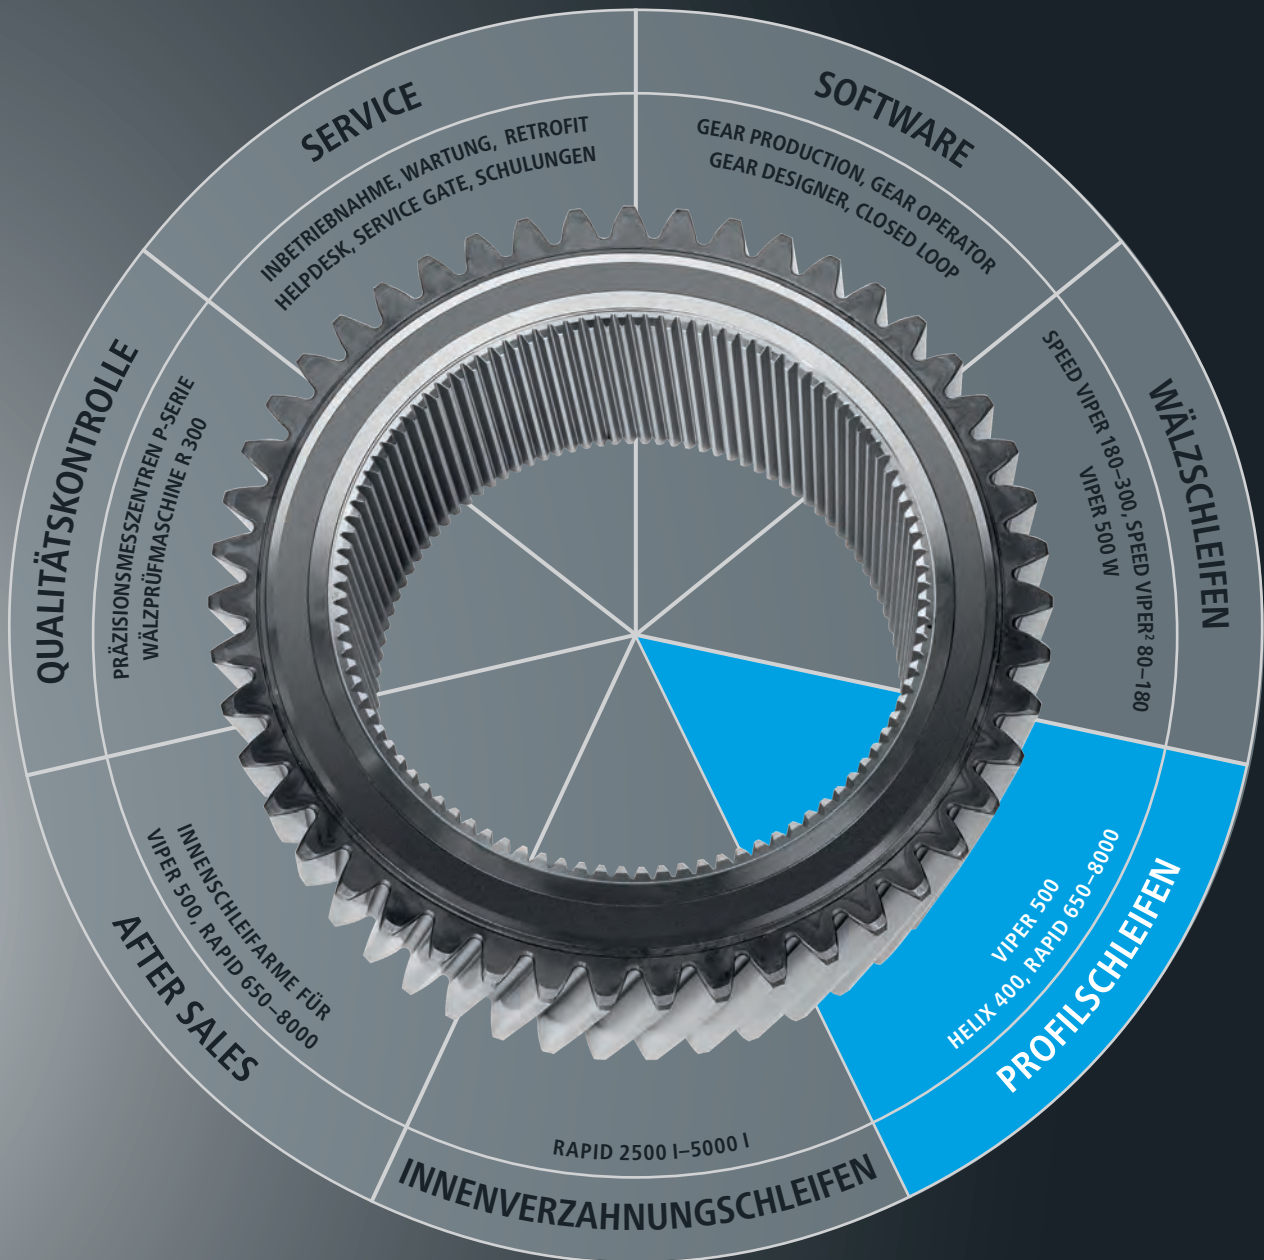 SERVICE
INBETRIEBNAHME, WARTUNG, RETROFIT
HELPDESK, SERVICE GATE, SCHULUNGEN
SOFTWARE
GEAR PRODUCTION, GEAR OPERATOR
GEAR DESIGNER, CLOSED LOOP
WÄLZSCHLEIFEN
SPEED VIPER 180–300, SPEED VIPER² 80–180
VIPER 500 W
PROFILSCHLEIFEN
VIPER 500
HELIX 400, RAPID 650–8000
RAPID 2500 I–5000 I
INNENVERZAHNUNGSCHLEIFEN
AFTER SALES
INNENSCHLEIFARME FÜR
VIPER 500, RAPID 650–8000
QUALITÄTSKONTROLLE
PRÄZISIONSMESSZENTREN P-SERIE
WÄLZPRÜFMASCHINE R 300